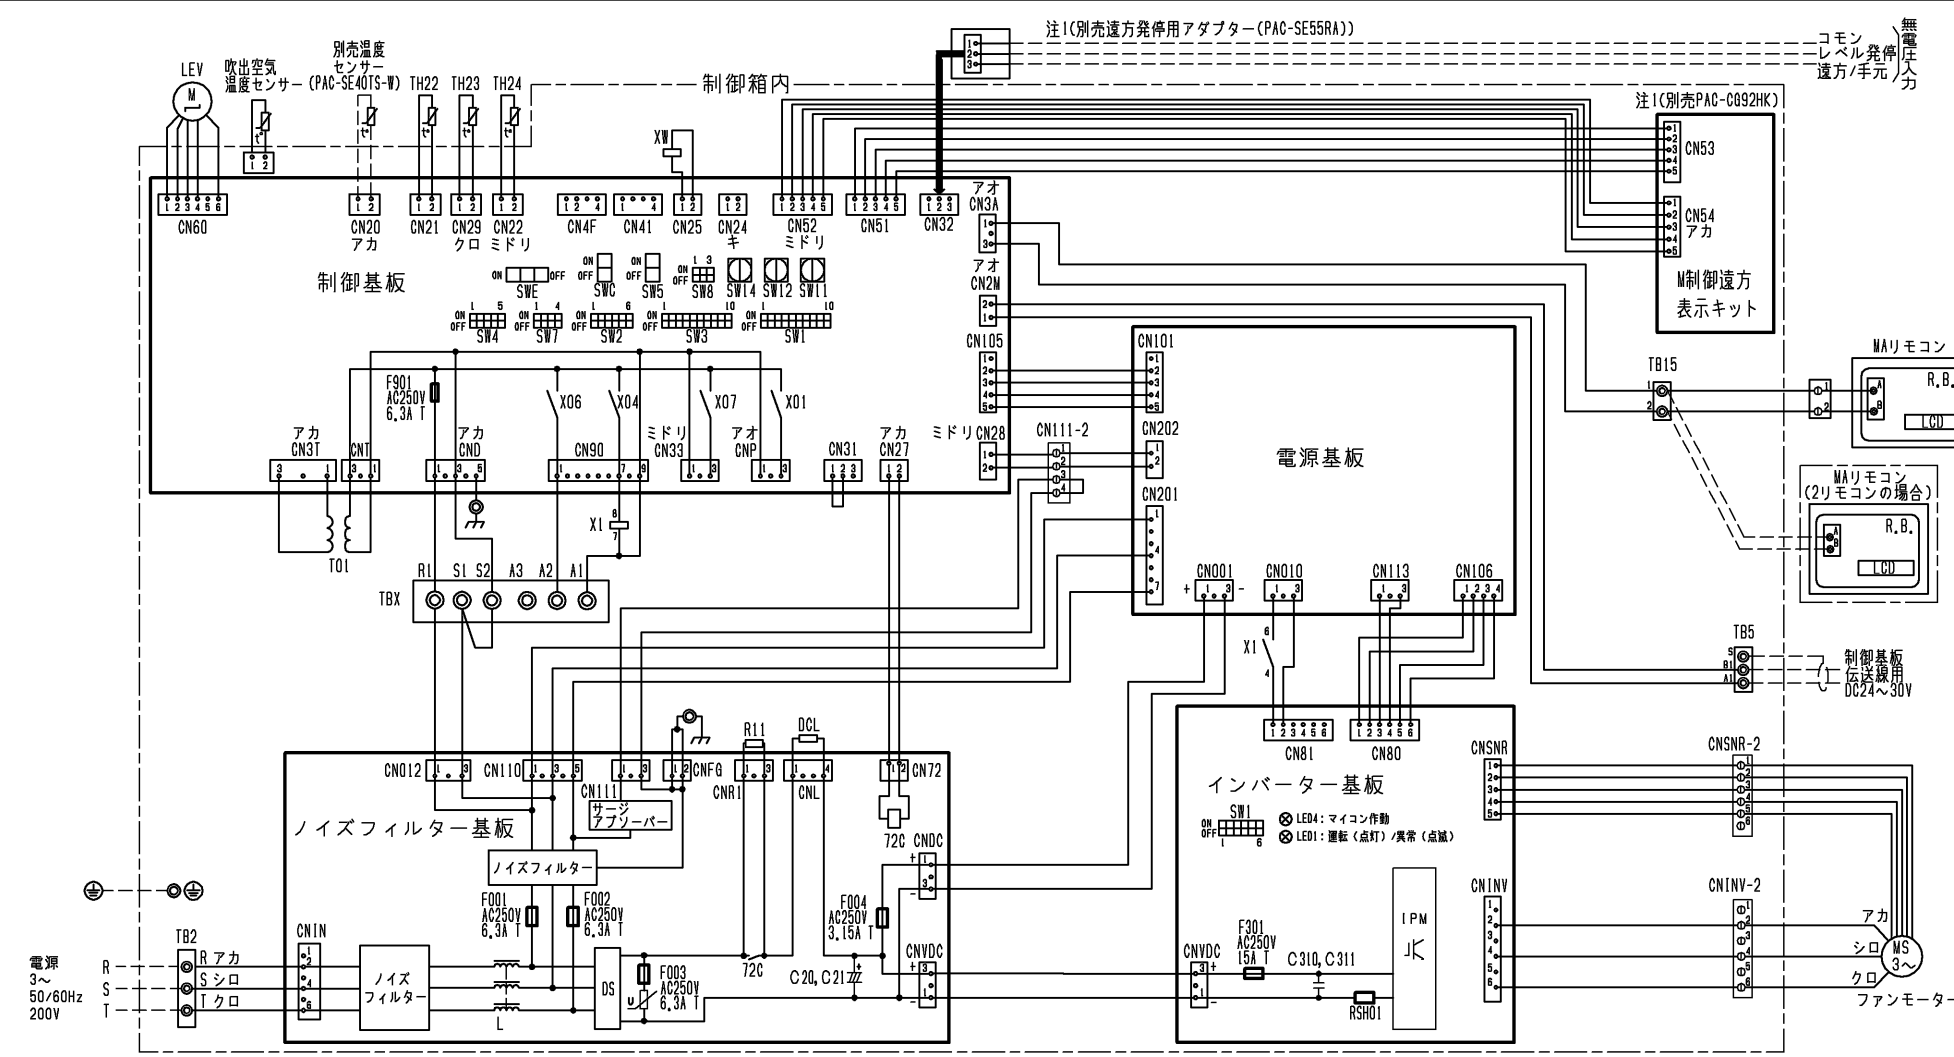 注1(別売遠方発停用アダプター(PAC-SE55RA))
コモン
レベル発停
遠方/手元
無電圧入力
別売温度
センサー
(PAC-SE40TS-W)
LEV
M
吹出空気
温度センサー
TH22
TH23
TH24
制御箱内
XW
注1(別売PAC-CG92HK)
CN53
CN54
アカ
M制御遠方
表示キット
CN60
CN20
アカ
CN21
CN29
クロ
CN22
ミドリ
CN4F
CN41
CN25
CN24
キ
CN52
ミドリ
CN51
CN32
アオ
CN3A
アオ
CN2M
制御基板
ON
OFF
SWE
SWC
SW5
SW8
SW14
SW12
SW11
SW4
SW7
SW2
SW3
SW1
CN105
CN101
F901
AC250V
6.3A T
X06
X04
X07
X01
アカ
CN3T
CNT
アカ
CND
CN90
ミドリ
CN33
アオ
CNP
CN31
アカ
CN27
ミドリ CN28
CN111-2
CN202
CN201
電源基板
TB15
MAリモコン
R.B.
A
B
LCD
MAリモコン
(2リモコンの場合)
R.B.
A
B
LCD
T01
X1
8
7
R1 S1 S2 A3 A2 A1
TBX
CN001
+ -
CN010
CN113
CN106
X1
6
4
TB5
S
B1
A1
制御基板
伝送線用
DC24～30V
CN012
CN110
CN111
CNFG
R11
CNR1
DCL
CNL
CN72
サージ
アブソーバー
ノイズフィルター基板
ノイズフィルター
72C
CNDC
CN81
CN80
インバーター基板
SW1
ON
OFF
1 6
LED4：マイコン作動
LED1：運転（点灯）/異常（点滅）
CNSNR
CNSNR-2
CNINV
CNINV-2
F001
AC250V
6.3A T
F002
AC250V
6.3A T
F004
AC250V
3.15A T
CNIN
TB2
電源
3～
50/60Hz
200V
R
S
T
R アカ
S シロ
T クロ
ノイズ
フィルター
L
DS
F003
AC250V
6.3A T
U
72C
C20,C21
CNVDC
CNVDC
F301
AC250V
15A T
C310,C311
RSH01
IPM
アカ
シロ
クロ
MS
3～
ファンモーター